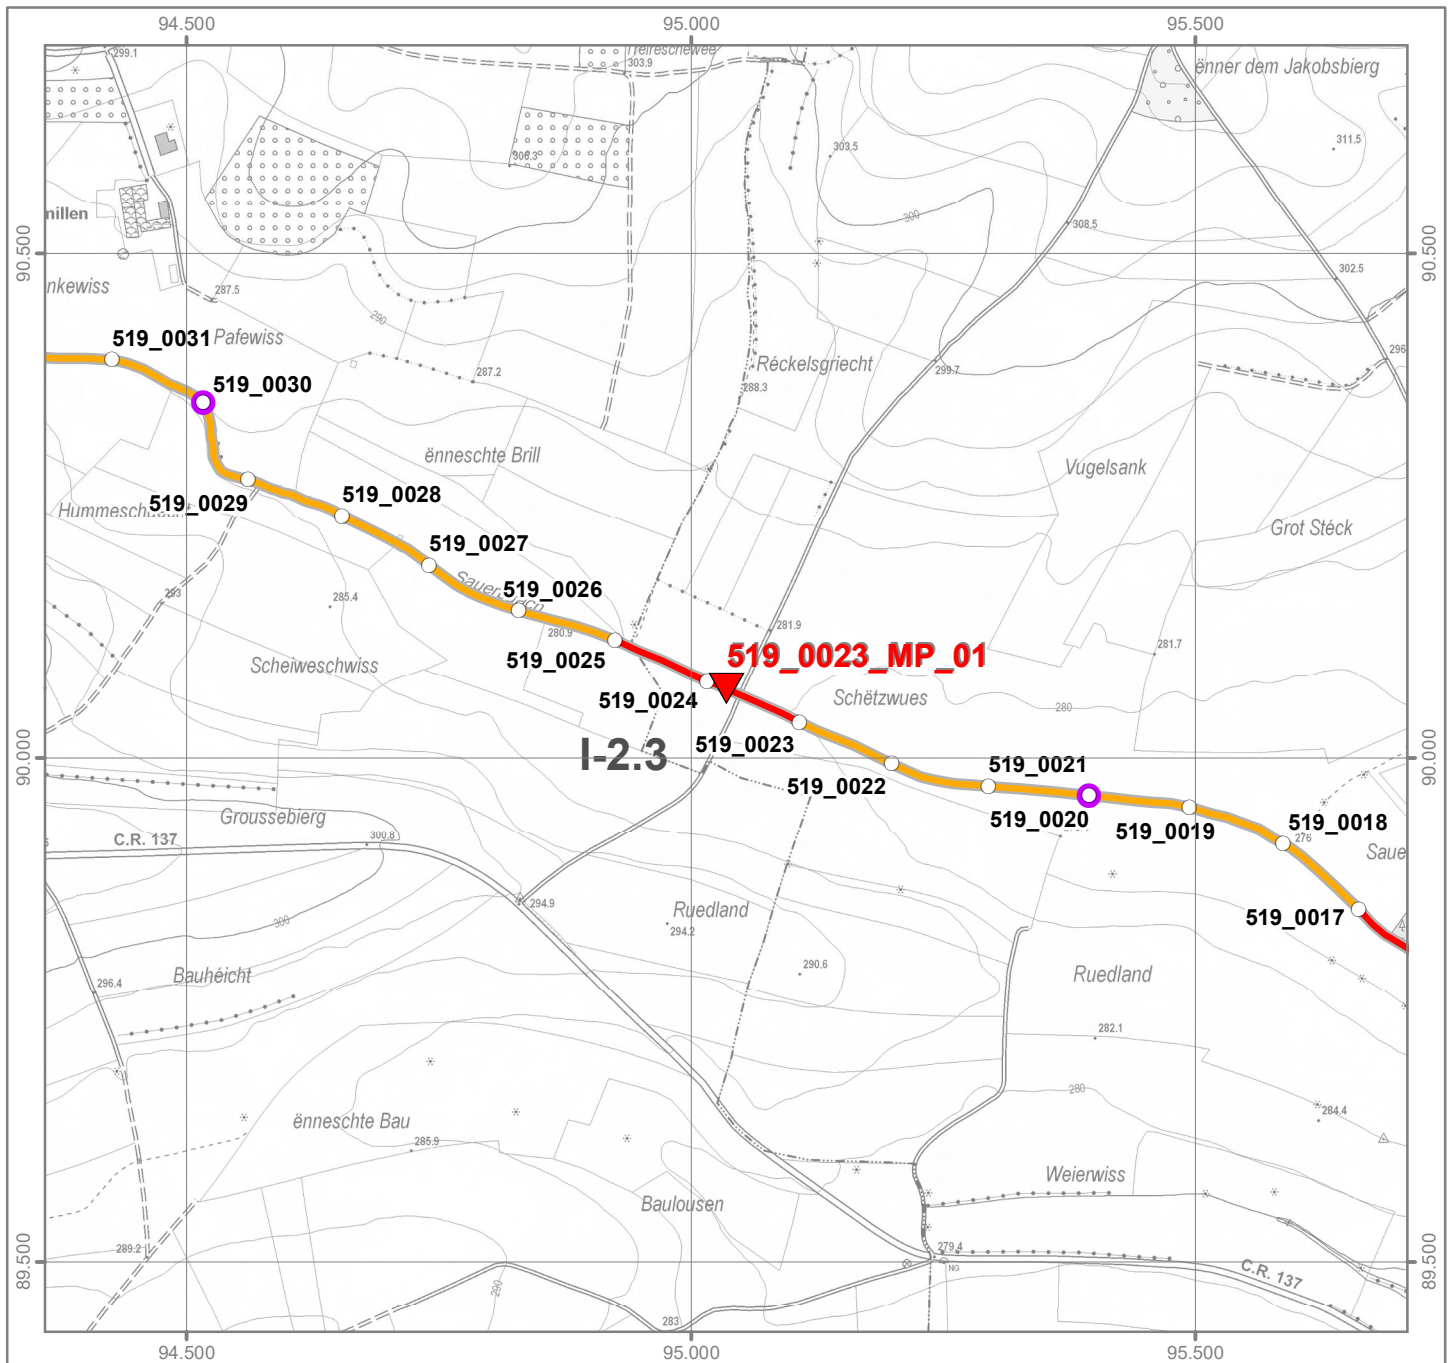 94.500 95.000 95.500
299.1
303.9
ënner dem Jakobsbierg
311.5
306.3
303.5
millen
300
308.5
90.500
90.500
302.5
nkewiss
287.5
290
519_0031 Pafewiss
296
Réckelsgriecht
299.7
287.2
288.3
519_0030
ënneschte Brill
Vugelsank
519_0028
519_0029
Grot Stéck
519_0027
293
285.4
519_0026
280.9
281.9
281.7
519_0023_MP_01
519_0025
Scheiweschwiss
Schëtzwues
519_0024
280
519_0023
I-2.3
90.000
90.000
519_0021
519_0022
519_0020
519_0019
519_0018
276
Groussebierg
C.R. 137
300.8
Saue
294.9
Ruedland
519_0017
300
294.2
Bauhéicht
290.6
Ruedland
296.4
282.1
280
284.4
ënneschte Bau
285.9
Weierwiss
Baulousen
289.2
279.4
NG
C.R. 137
89.500
89.500
290
283
94.500 95.000 95.500